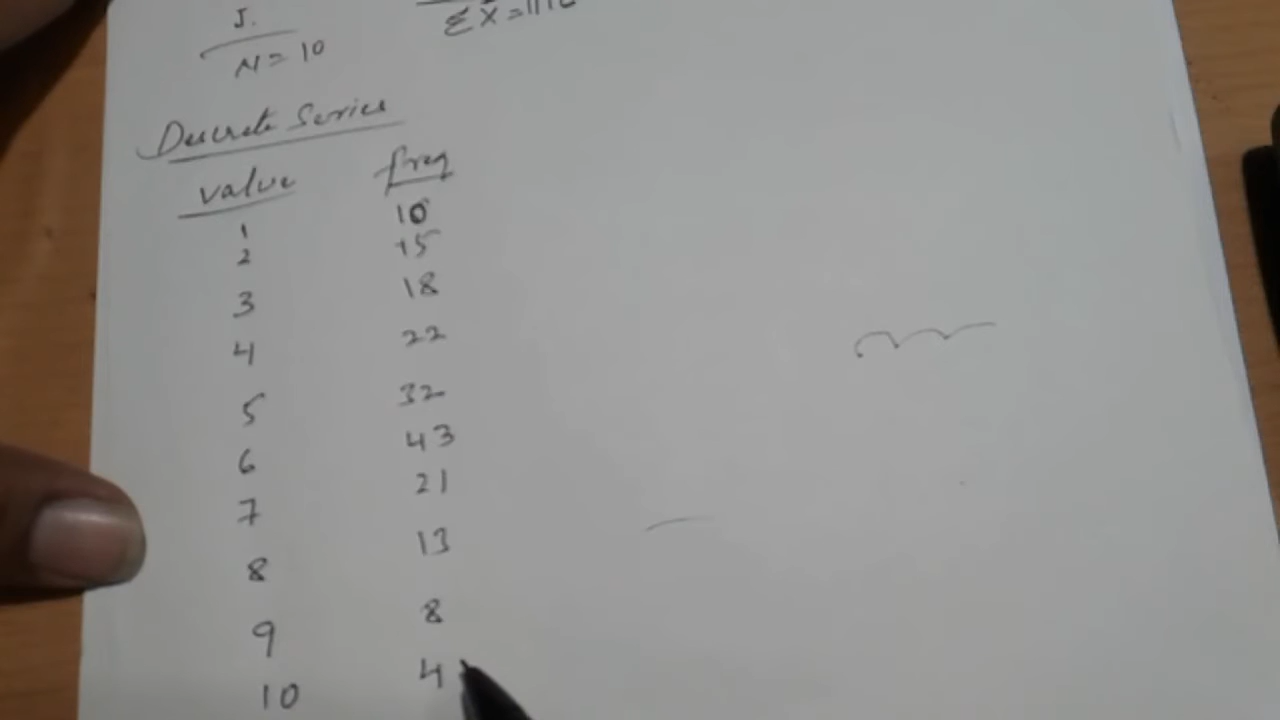 J.
N = 10
Discrete Series
value freq
1 10
2 15
3 18
4 22
5 32
6 43
7 21
8 13
9 8
10 4